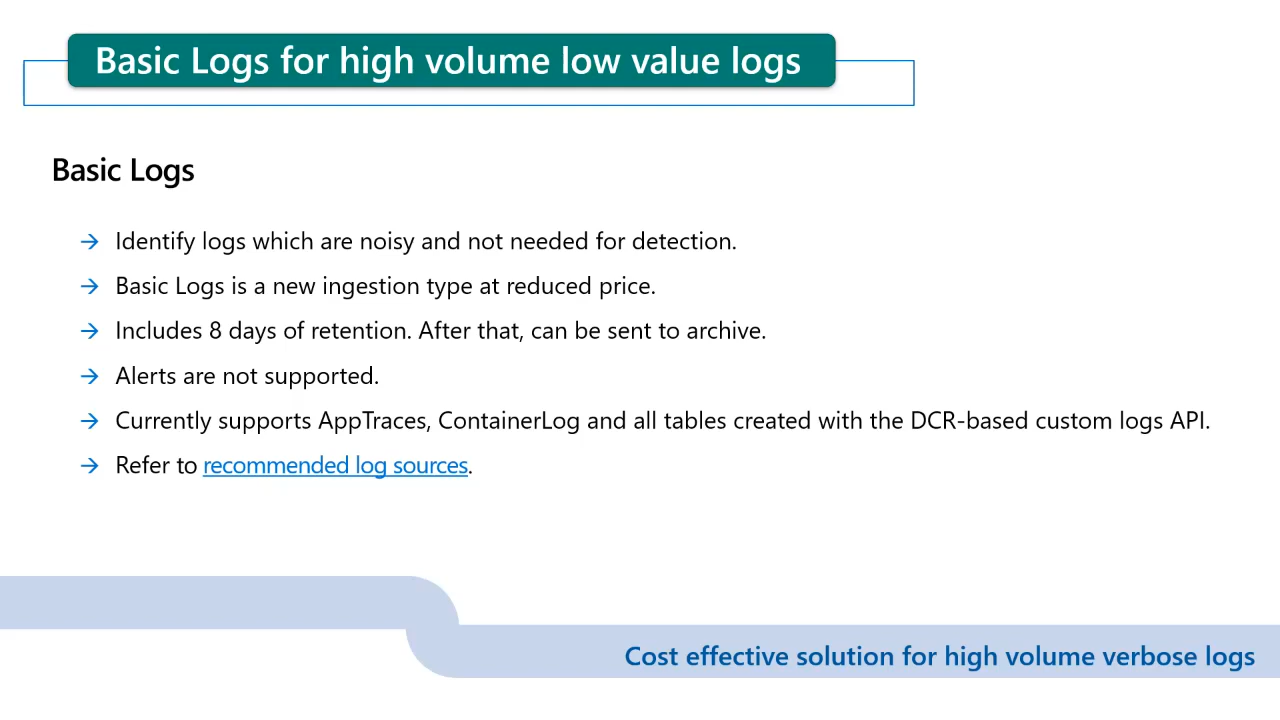 Basic Logs for high volume low value logs
Basic Logs
→ Identify logs which are noisy and not needed for detection.
→ Basic Logs is a new ingestion type at reduced price.
→ Includes 8 days of retention. After that, can be sent to archive.
→ Alerts are not supported.
→ Currently supports AppTraces, ContainerLog and all tables created with the DCR-based custom logs API.
→ Refer to recommended log sources.
Cost effective solution for high volume verbose logs